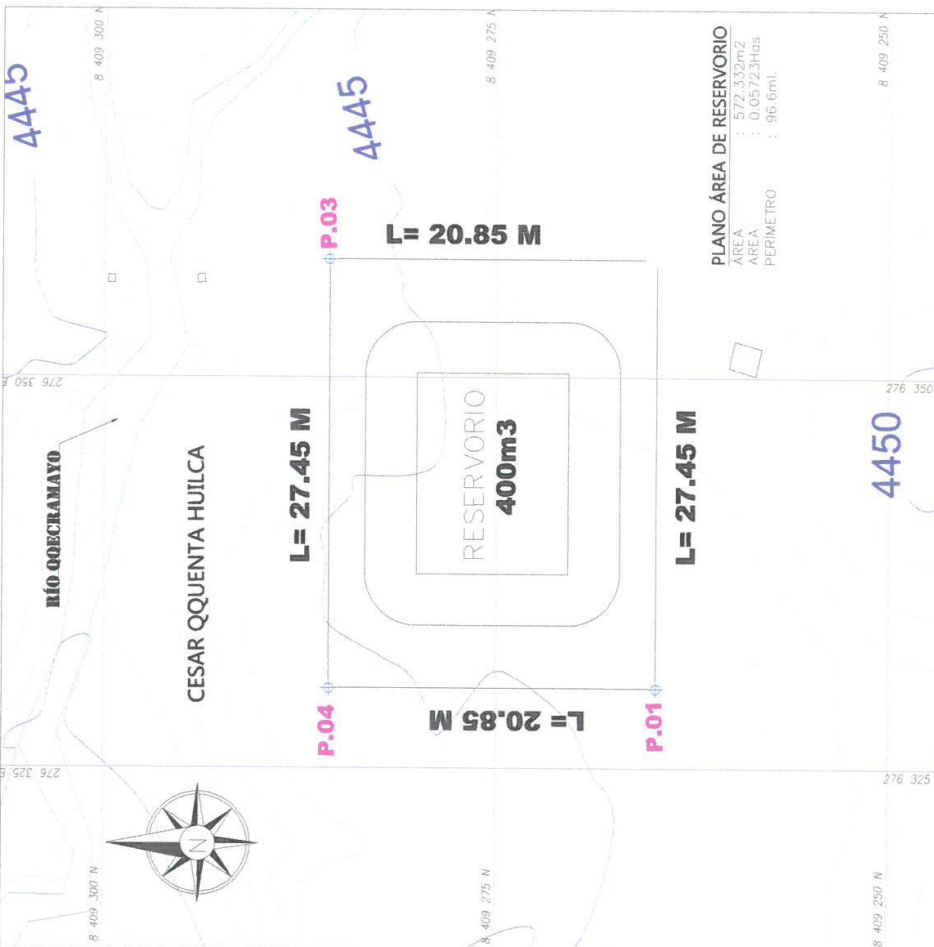 8 409 300 N
8 409 275 N
8 409 250 N
4445
4445
PLANO ÁREA DE RESERVORIO
ÁREA : 572.332m2
AREA : 0.05723Has
PERÍMETRO : 96.6ml.
P.03
L= 20.85 M
276 350 E
276 350
RÍO QQECRAMAYO
CESAR QQUENTA HUILCA
L= 27.45 M
RESERVORIO
400m3
L= 27.45 M
4450
P.04
L= 20.85 M
P.01
276 325 E
276 325
N
8 409 300 N
8 409 275 N
8 409 250 N